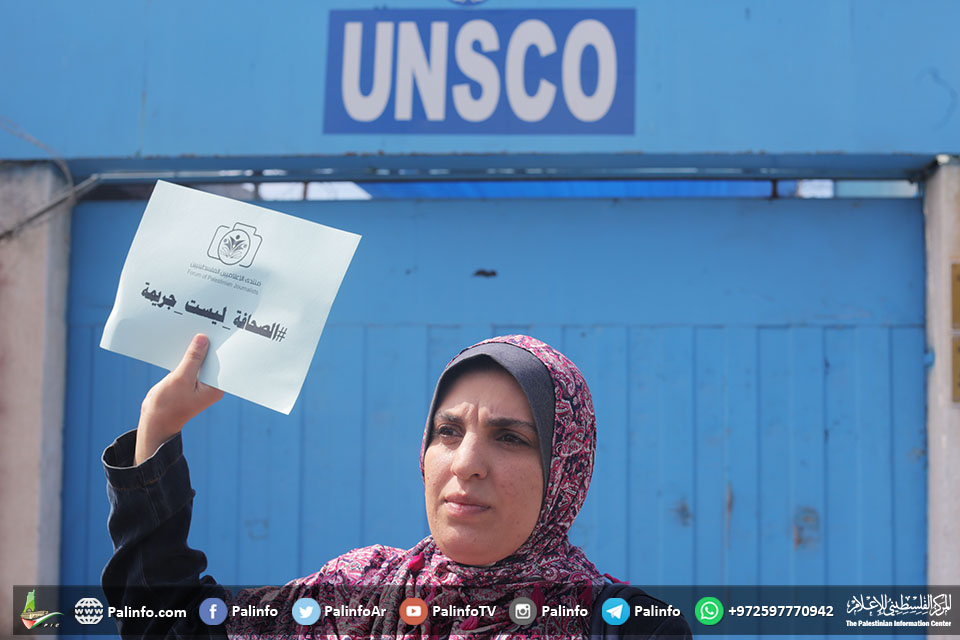 UNSCO
منتدى الإعلاميين الفلسطينيين
Forum of Palestinian Journalists
#الصحافة_ليست_جريمة
Palinfo.com
Palinfo
PalinfoAr
PalinfoTV
Palinfo
Palinfo
+972597770942
المركز الفلسطيني للإعلام
The Palestinian Information Center